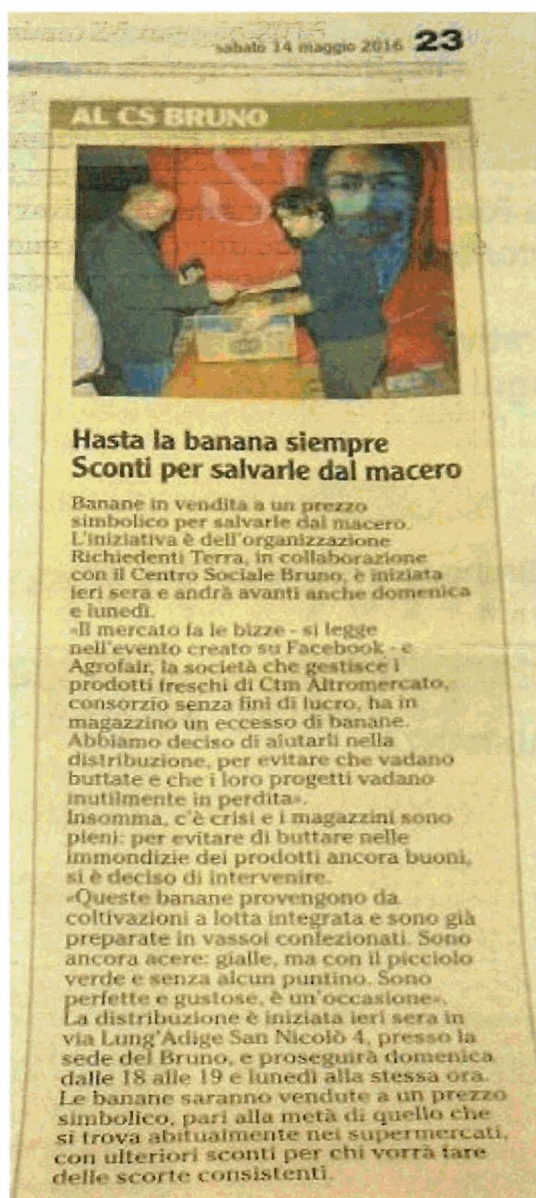 sabato 14 maggio 2016 23
AL CS BRUNO
Hasta la banana siempre
Sconti per salvarle dal macero
Banane in vendita a un prezzo
simbolico per salvarle dal macero.
L'iniziativa è dell'organizzazione
Richiedenti Terra, in collaborazione
con il Centro Sociale Bruno, è iniziata
ieri sera e andrà avanti anche domenica
e lunedì.
«Il mercato fa le bizze - si legge
nell'evento creato su Facebook - e
Agrofair, la società che gestisce i
prodotti freschi di Ctm Altromercato,
consorzio senza fini di lucro, ha in
magazzino un eccesso di banane.
Abbiamo deciso di aiutarli nella
distribuzione, per evitare che vadano
buttate e che i loro progetti vadano
inutilmente in perdita».
Insomma, c'è crisi e i magazzini sono
pieni: per evitare di buttare nelle
immondizie dei prodotti ancora buoni,
si è deciso di intervenire.
«Queste banane provengono da
coltivazioni a lotta integrata e sono già
preparate in vassoi confezionati. Sono
ancora acere: gialle, ma con il picciolo
verde e senza alcun puntino. Sono
perfette e gustose, è un'occasione».
La distribuzione è iniziata ieri sera in
via Lung'Adige San Nicolò 4, presso la
sede del Bruno, e proseguirà domenica
dalle 18 alle 19 e lunedì alla stessa ora.
Le banane saranno vendute a un prezzo
simbolico, pari alla metà di quello che
si trova abitualmente nei supermercati,
con ulteriori sconti per chi vorrà fare
delle scorte consistenti.